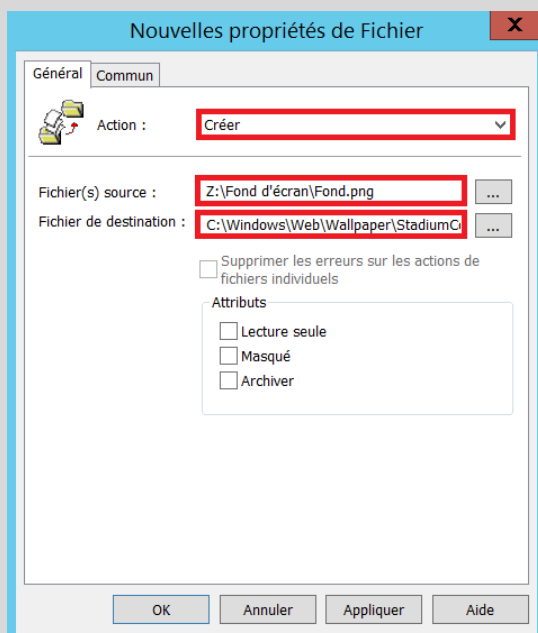 Nouvelles propriétés de Fichier
X
Général Commun
Action : Créer
Fichier(s) source : Z:\Fond d'écran\Fond.png ...
Fichier de destination : C:\Windows\Web\Wallpaper\StadiumCo ...
Supprimer les erreurs sur les actions de
fichiers individuels
Attributs
Lecture seule
Masqué
Archiver
OK Annuler Appliquer Aide